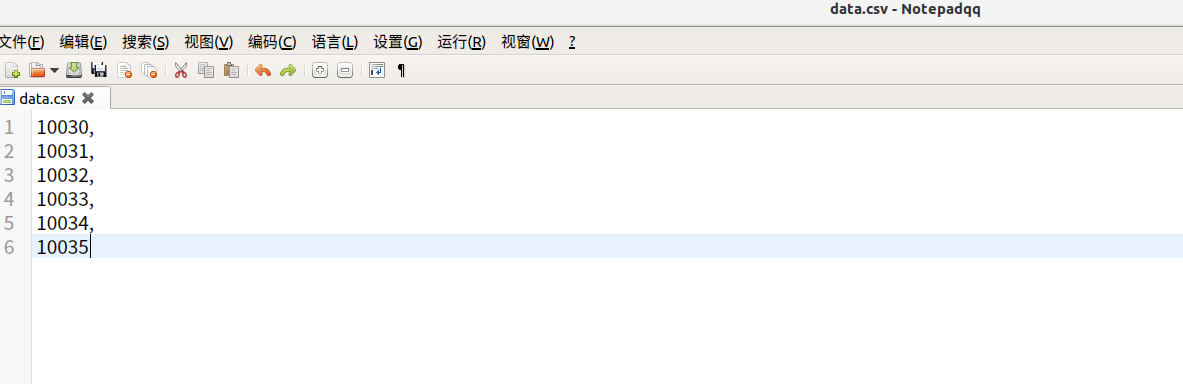 data.csv - Notepadqq
文件(F) 编辑(E) 搜索(S) 视图(V) 编码(C) 语言(L) 设置(G) 运行(R) 视窗(W) ?
data.csv
1 10030,
2 10031,
3 10032,
4 10033,
5 10034,
6 10035